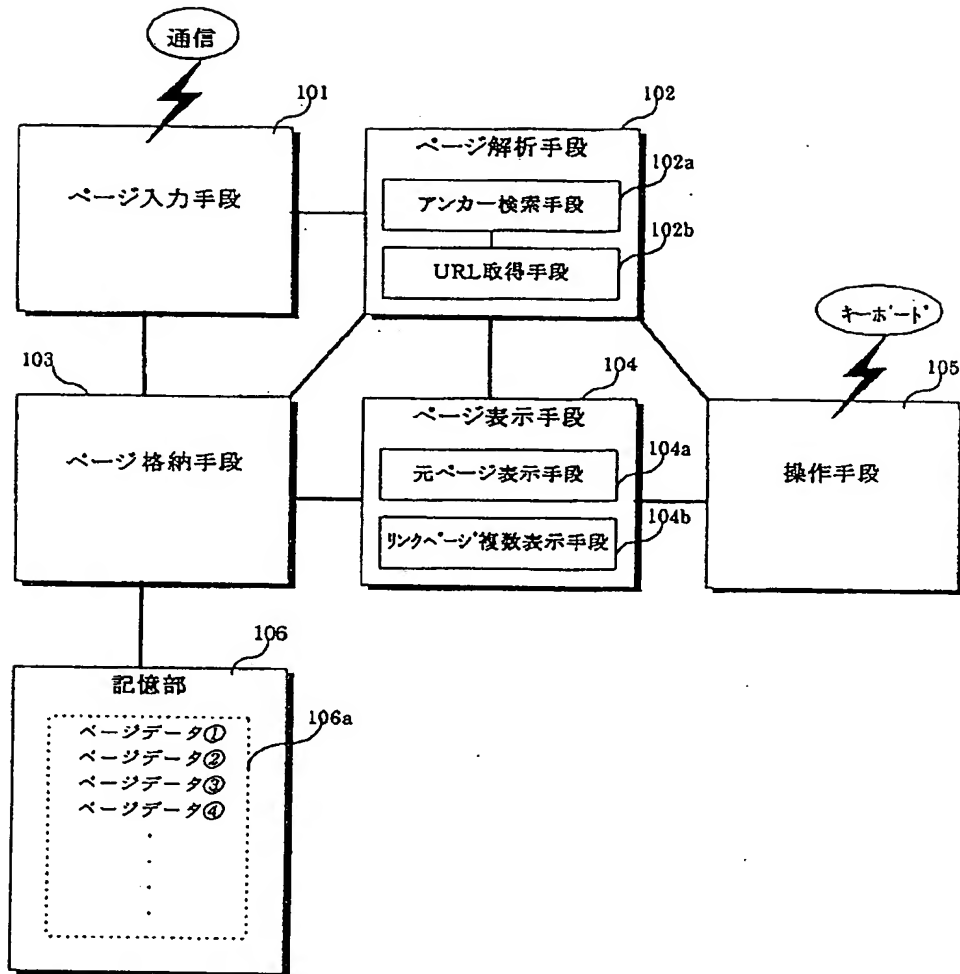 通信
101
ページ入力手段
102
ページ解析手段
102a
アンカー検索手段
102b
URL取得手段
キーボード
103
ページ格納手段
104
ページ表示手段
104a
元ページ表示手段
104b
リンクページ複数表示手段
105
操作手段
106
記憶部
106a
ページデータ①
ページデータ②
ページデータ③
ページデータ④